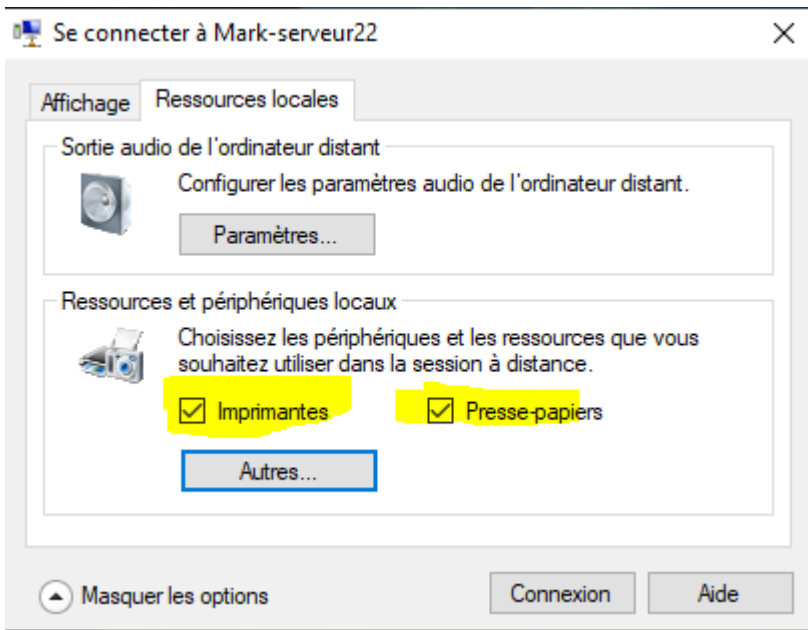 Se connecter à Mark-serveur22
Affichage
Ressources locales
Sortie audio de l'ordinateur distant
Configurer les paramètres audio de l'ordinateur distant.
Paramètres...
Ressources et périphériques locaux
Choisissez les périphériques et les ressources que vous
souhaitez utiliser dans la session à distance.
Imprimantes
Presse-papiers
Autres...
Masquer les options
Connexion
Aide